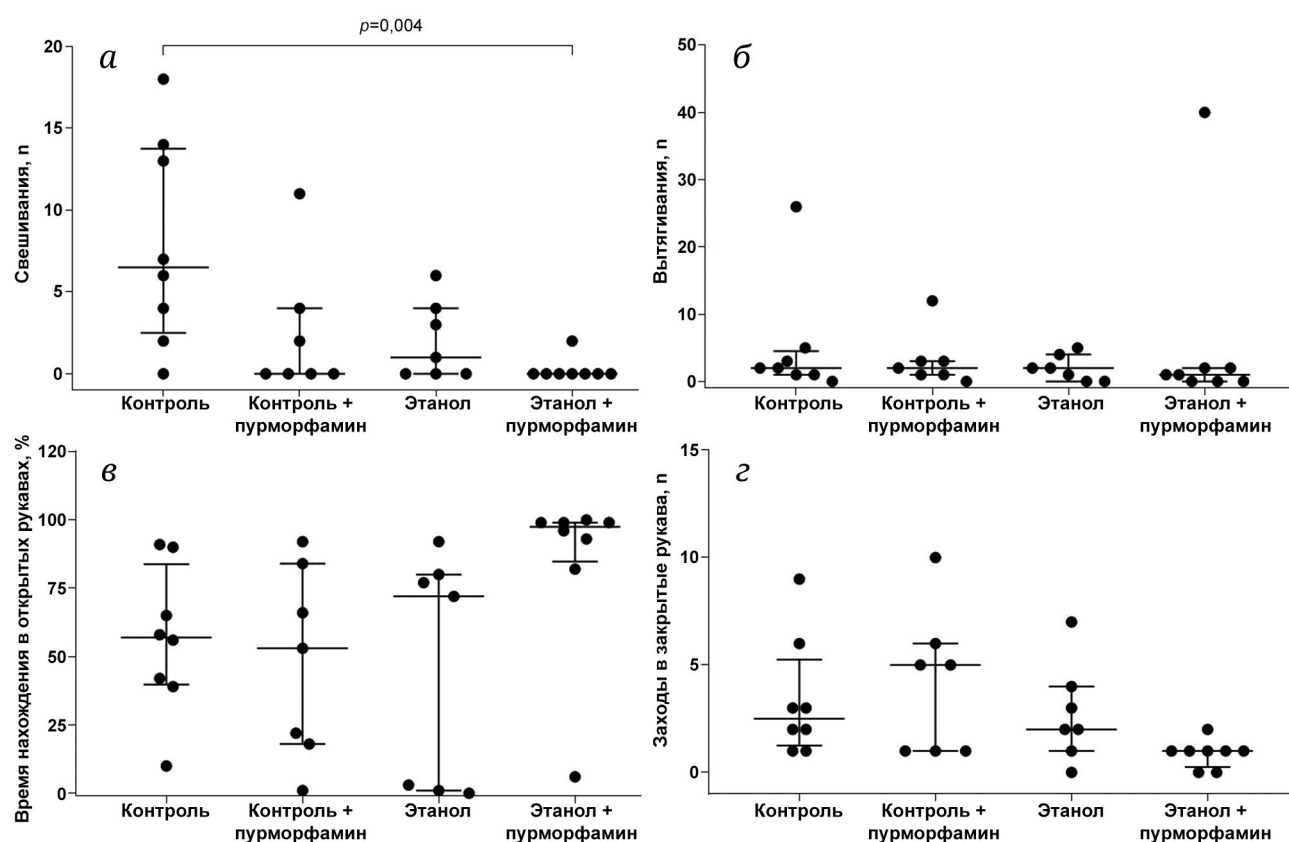 p=0,004
а
Свешивания, n
20
15
10
5
0
Контроль
Контроль +
пурморфамин
Этанол
Этанол +
пурморфамин
б
Вытягивания, n
50
40
30
20
10
0
Контроль
Контроль +
пурморфамин
Этанол
Этанол +
пурморфамин
в
Время нахождения в открытых рукавах, %
120
100
75
50
25
0
Контроль
Контроль +
пурморфамин
Этанол
Этанол +
пурморфамин
г
Заходы в закрытые рукава, n
15
10
5
0
Контроль
Контроль +
пурморфамин
Этанол
Этанол +
пурморфамин